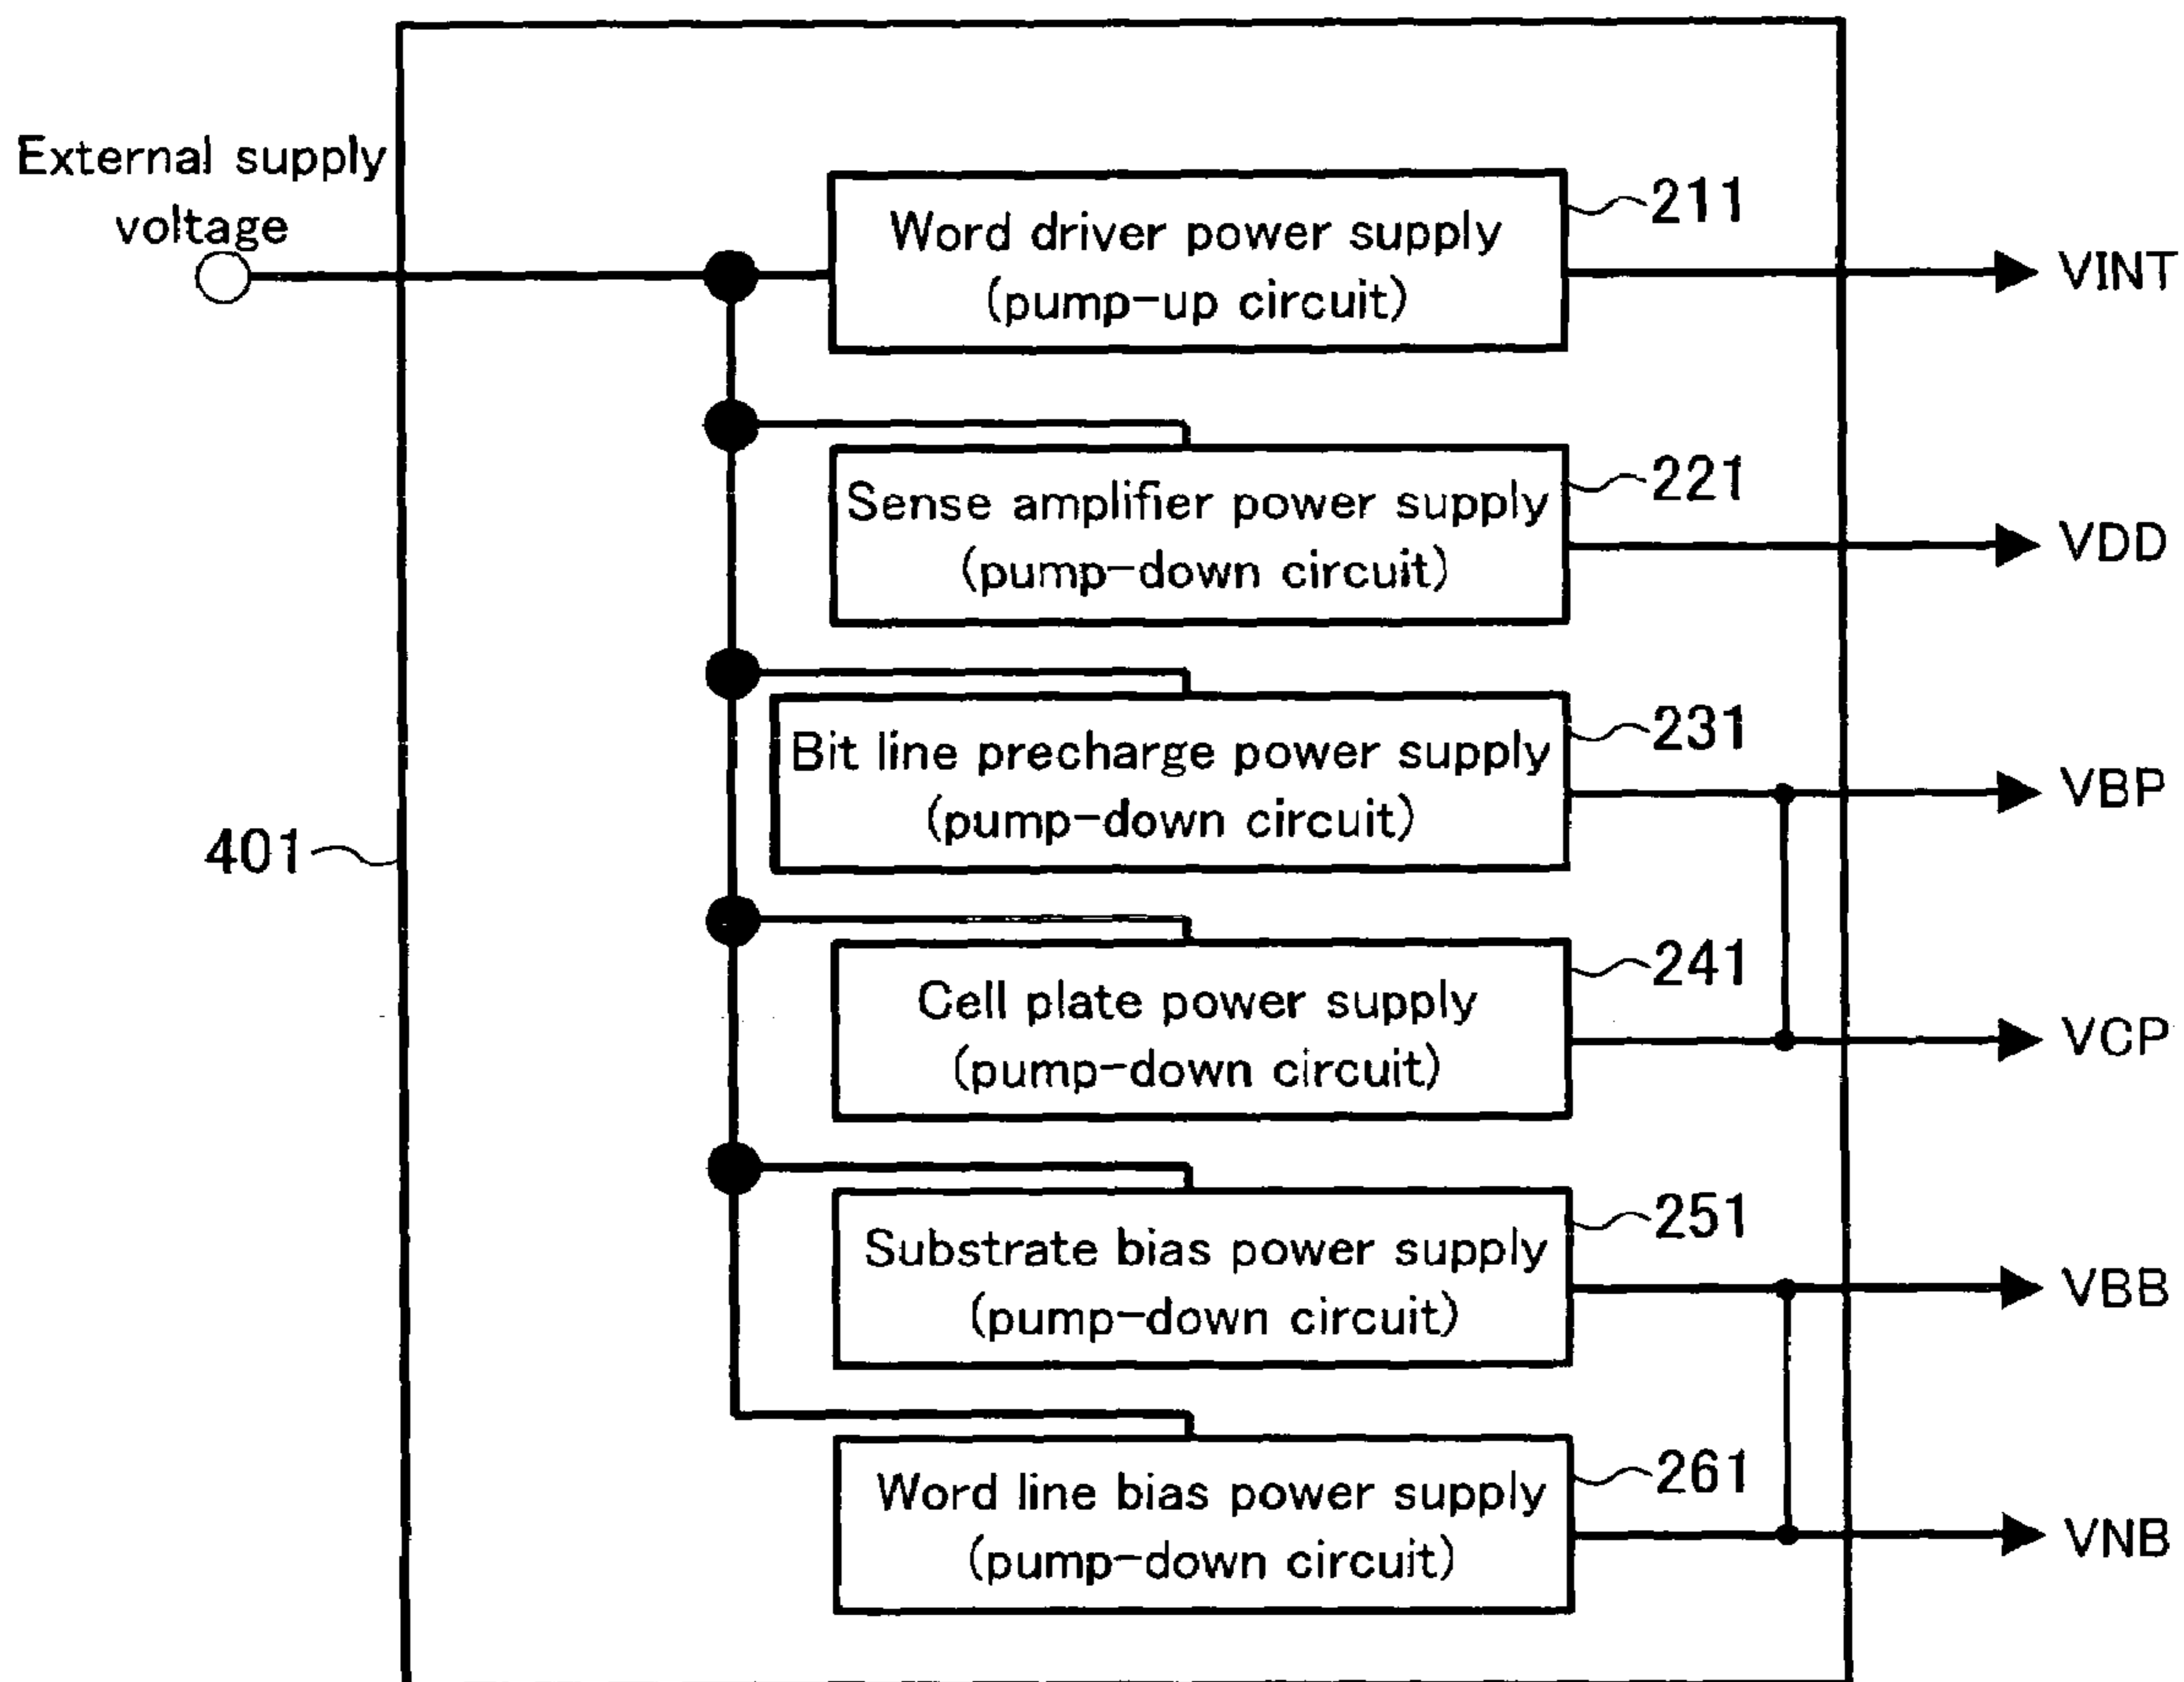 External supply
voltage
Word driver power supply
(pump-up circuit)
211
VINT
Sense amplifier power supply
(pump-down circuit)
221
VDD
Bit line precharge power supply
(pump-down circuit)
231
VBP
401
Cell plate power supply
(pump-down circuit)
241
VCP
Substrate bias power supply
(pump-down circuit)
251
VBB
Word line bias power supply
(pump-down circuit)
261
VNB